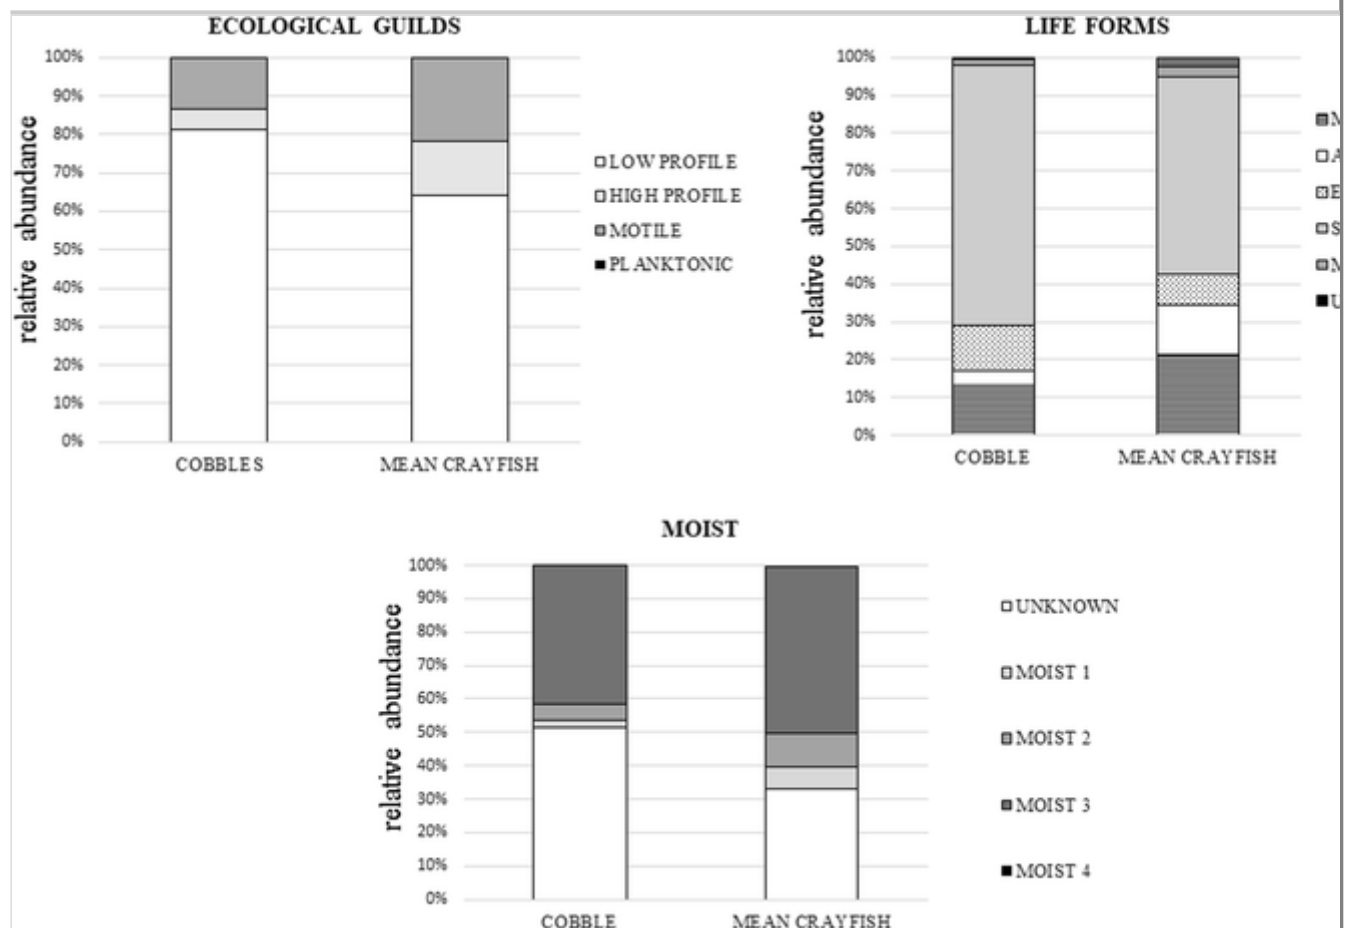 ECOLOGICAL GUILDS
100%
90%
80%
70%
60%
50%
40%
30%
20%
10%
0%
relative abundance
COBBLES
MEAN CRAYFISH
LOW PROFILE
HIGH PROFILE
MOTILE
PLANKTONIC
LIFE FORMS
100%
90%
80%
70%
60%
50%
40%
30%
20%
10%
0%
relative abundance
COBBLE
MEAN CRAYFISH
MOIST
100%
90%
80%
70%
60%
50%
40%
30%
20%
10%
0%
relative abundance
COBBLE
MEAN CRAYFISH
UNKNOWN
MOIST 1
MOIST 2
MOIST 3
MOIST 4